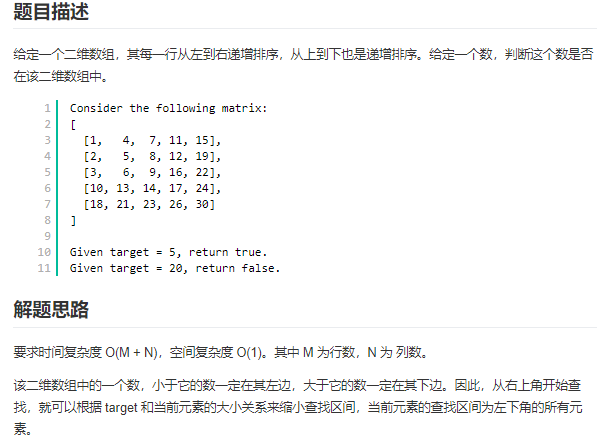 题目描述
给定一个二维数组，其每一行从左到右递增排序，从上到下也是递增排序。给定一个数，判断这个数是否
在该二维数组中。
1 Consider the following matrix:
2 [
3   [1,   4,  7, 11, 15],
4   [2,   5,  8, 12, 19],
5   [3,   6,  9, 16, 22],
6   [10, 13, 14, 17, 24],
7   [18, 21, 23, 26, 30]
8 ]
9
10 Given target = 5, return true.
11 Given target = 20, return false.
解题思路
要求时间复杂度 O(M + N)，空间复杂度 O(1)。其中 M 为行数，N 为 列数。
该二维数组中的一个数，小于它的数一定在其左边，大于它的数一定在其下边。因此，从右上角开始查
找，就可以根据 target 和当前元素的大小关系来缩小查找区间，当前元素的查找区间为左下角的所有元
素。